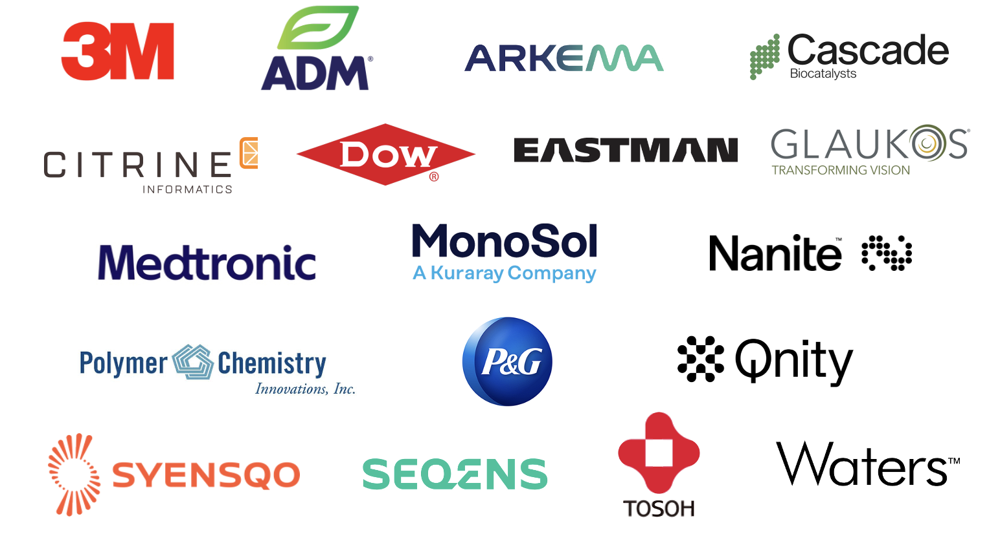 3M
ADM®
ARKEMA
Cascade
Biocatalysts
CITRINE
INFORMATICS
DOW
®
EASTMAN
GLAUKOS®
TRANSFORMING VISION
Medtronic
MonoSol
A Kuraray Company
Nanite™
Polymer Chemistry
Innovations, Inc.
P&G
Qnity
SYENSQO
SEQENS
TOSOH
Waters™